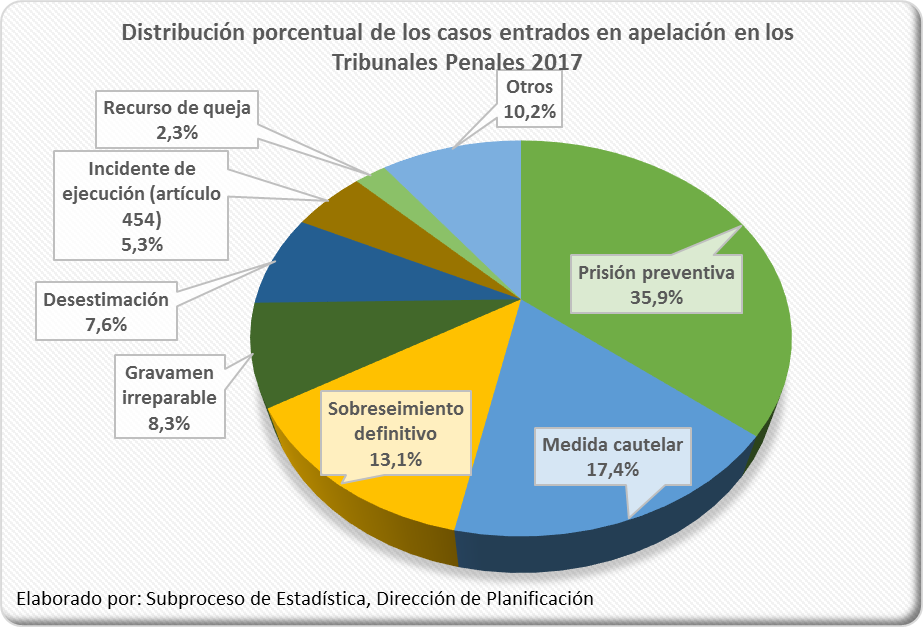 Distribución porcentual de los casos entrados en apelación en los
Tribunales Penales 2017
Otros
10,2%
Recurso de queja
2,3%
Incidente de
ejecución (artículo
454)
5,3%
Desestimación
7,6%
Gravamen
irreparable
8,3%
Sobreseimiento
definitivo
13,1%
Medida cautelar
17,4%
Prisión preventiva
35,9%
Elaborado por: Subproceso de Estadística, Dirección de Planificación